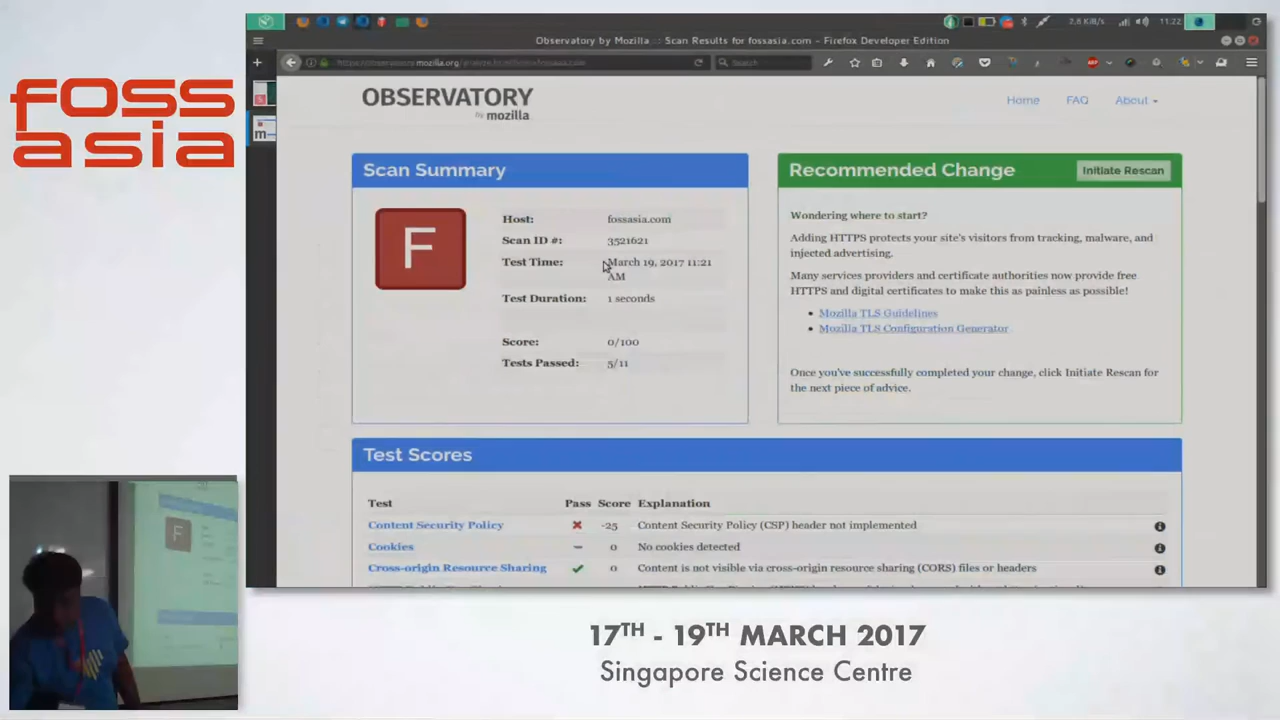 foss
asia
11:22
Observatory by Mozilla :: Scan Results for fossasia.com - Firefox Developer Edition
Search
OBSERVATORY
by mozilla
Home
FAQ
About
Scan Summary
F
Host: fossasia.com
Scan ID #: 3521621
Test Time: March 19, 2017 11:21
AM
Test Duration: 1 seconds
Score: 0/100
Tests Passed: 5/11
Recommended Change
Initiate Rescan
Wondering where to start?
Adding HTTPS protects your site's visitors from tracking, malware, and
injected advertising.
Many services providers and certificate authorities now provide free
HTTPS and digital certificates to make this as painless as possible!
• Mozilla TLS Guidelines
• Mozilla TLS Configuration Generator
Once you've successfully completed your change, click Initiate Rescan for
the next piece of advice.
Test Scores
Test Pass Score Explanation
Content Security Policy ✗ -25 Content Security Policy (CSP) header not implemented
Cookies – 0 No cookies detected
Cross-origin Resource Sharing ✓ 0 Content is not visible via cross-origin resource sharing (CORS) files or headers
F
17TH - 19TH MARCH 2017
Singapore Science Centre